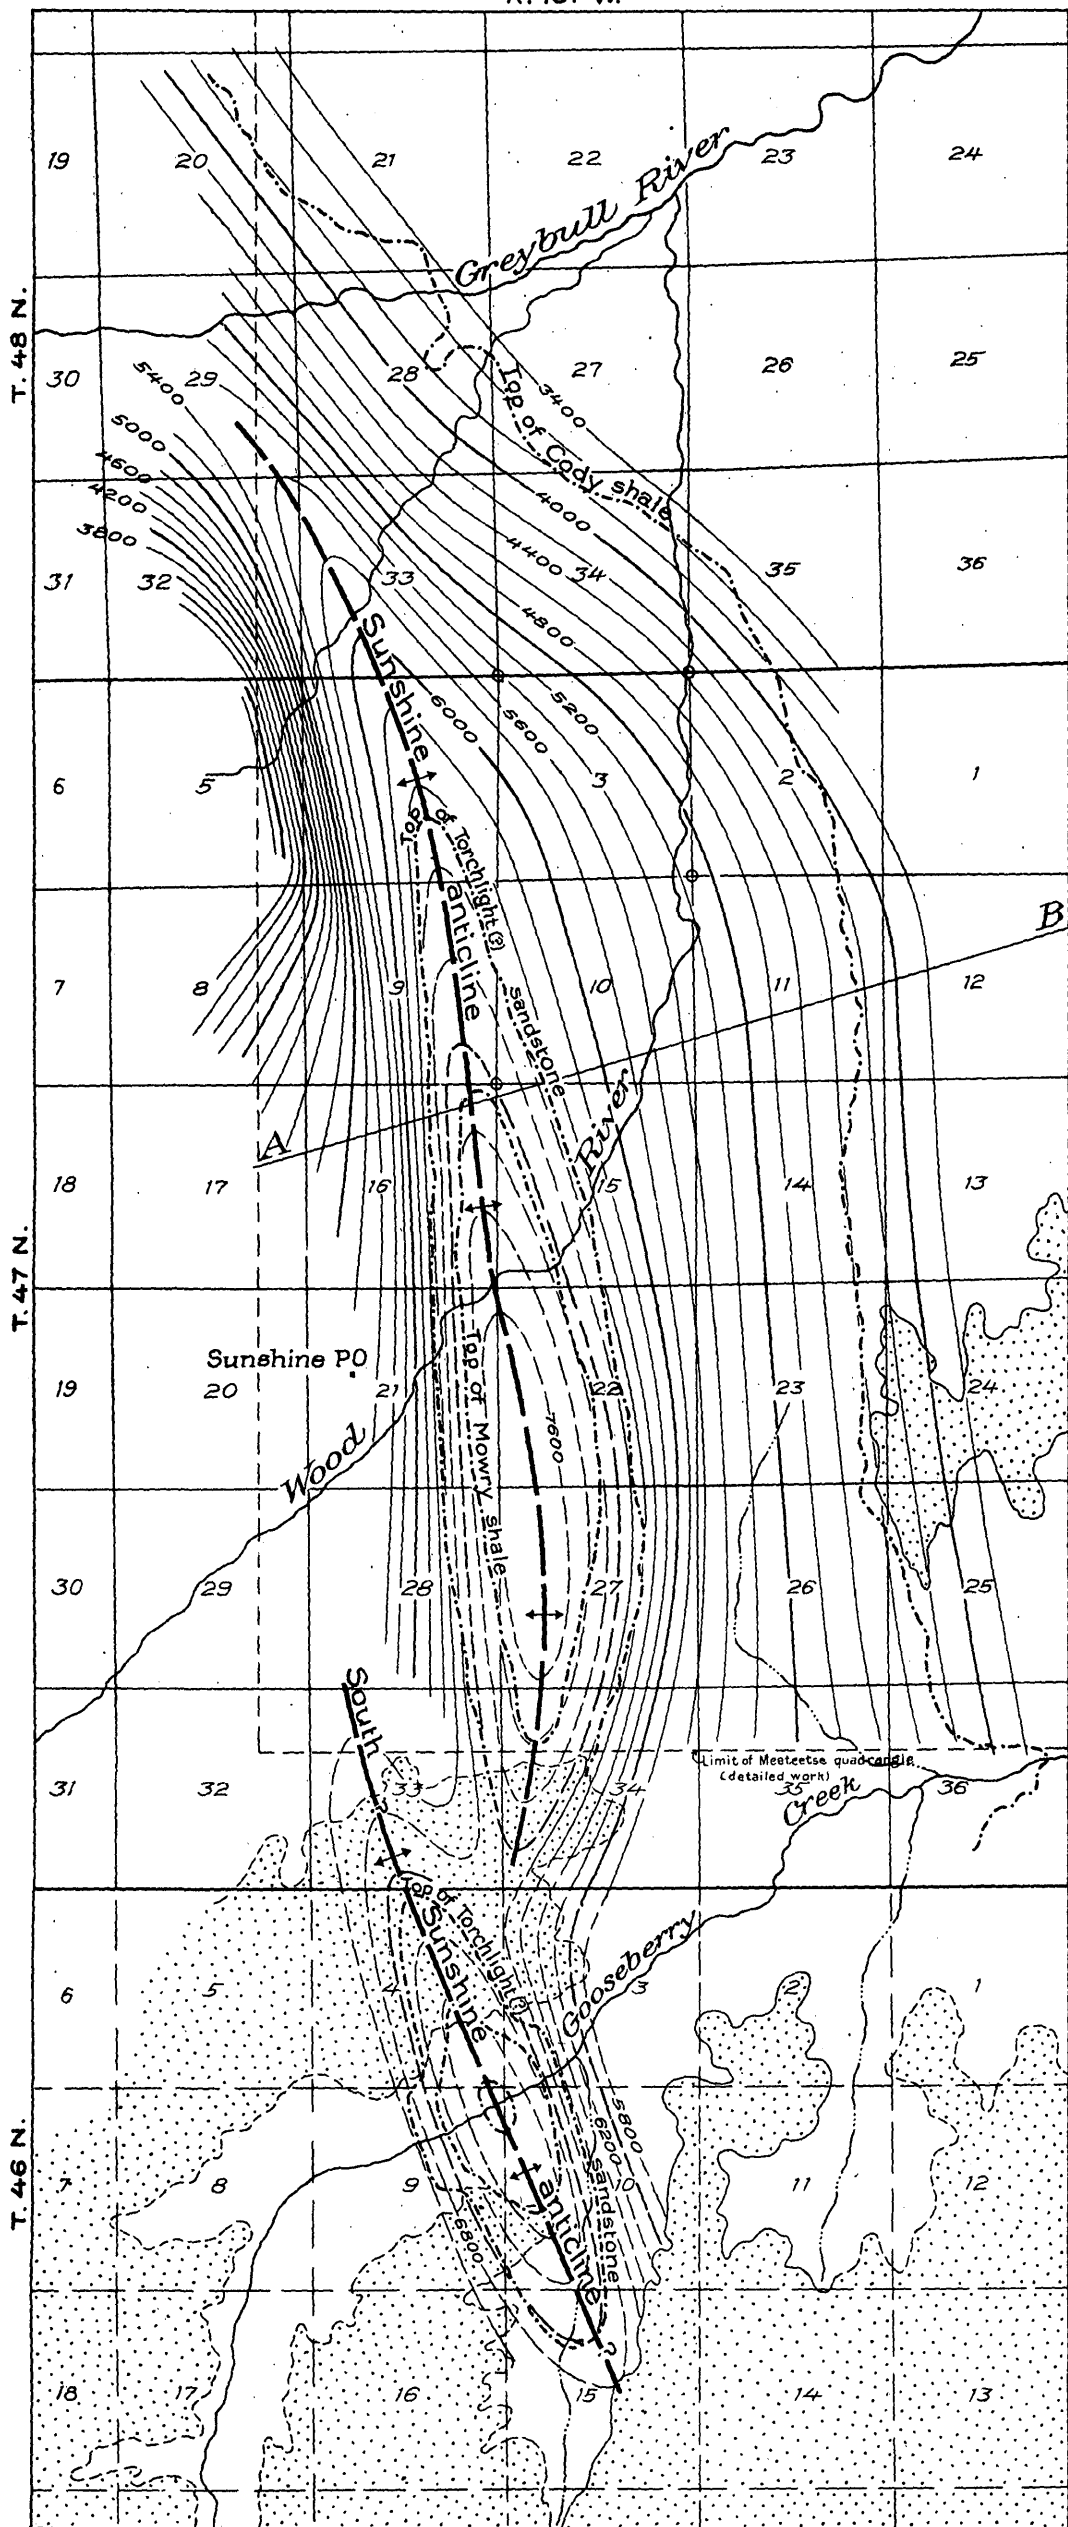 19 20 21 22 23 24
Greybull River
T. 48 N.
30 29 28 27 26 25
5400
5000
4600
4200
3800
3400
Top of Cody shale
4000
4400
4800
31 32 33 34 35 36
Sunshine anticline
6000
5600
5200
6 5 3 2 1
Top of Torchlight(?) sandstone
B
7 8 9 10 11 12
A
River
18 17 16 15 14 13
T. 47 N.
Sunshine PO
19 20 21 22 23 24
Top of Mowry shale
7600
Wood
30 29 28 27 26 25
South
Limit of Meeteetse quadrangle
(detailed work)
31 32 33 34 35 36
Creek
Top of Torchlight(?) sandstone
Sunshine anticline
Gooseberry
6 5 4 3 2 1
5800
6200
T. 46 N.
7 8 9 10 11 12
6800
?
18 17 16 15 14 13